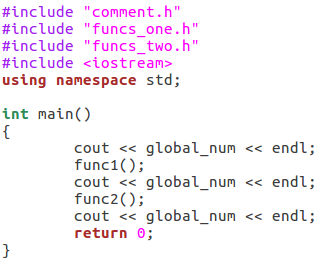 #include "comment.h"
#include "funcs_one.h"
#include "funcs_two.h"
#include <iostream>
using namespace std;

int main()
{
        cout << global_num << endl;
        func1();
        cout << global_num << endl;
        func2();
        cout << global_num << endl;
        return 0;
}